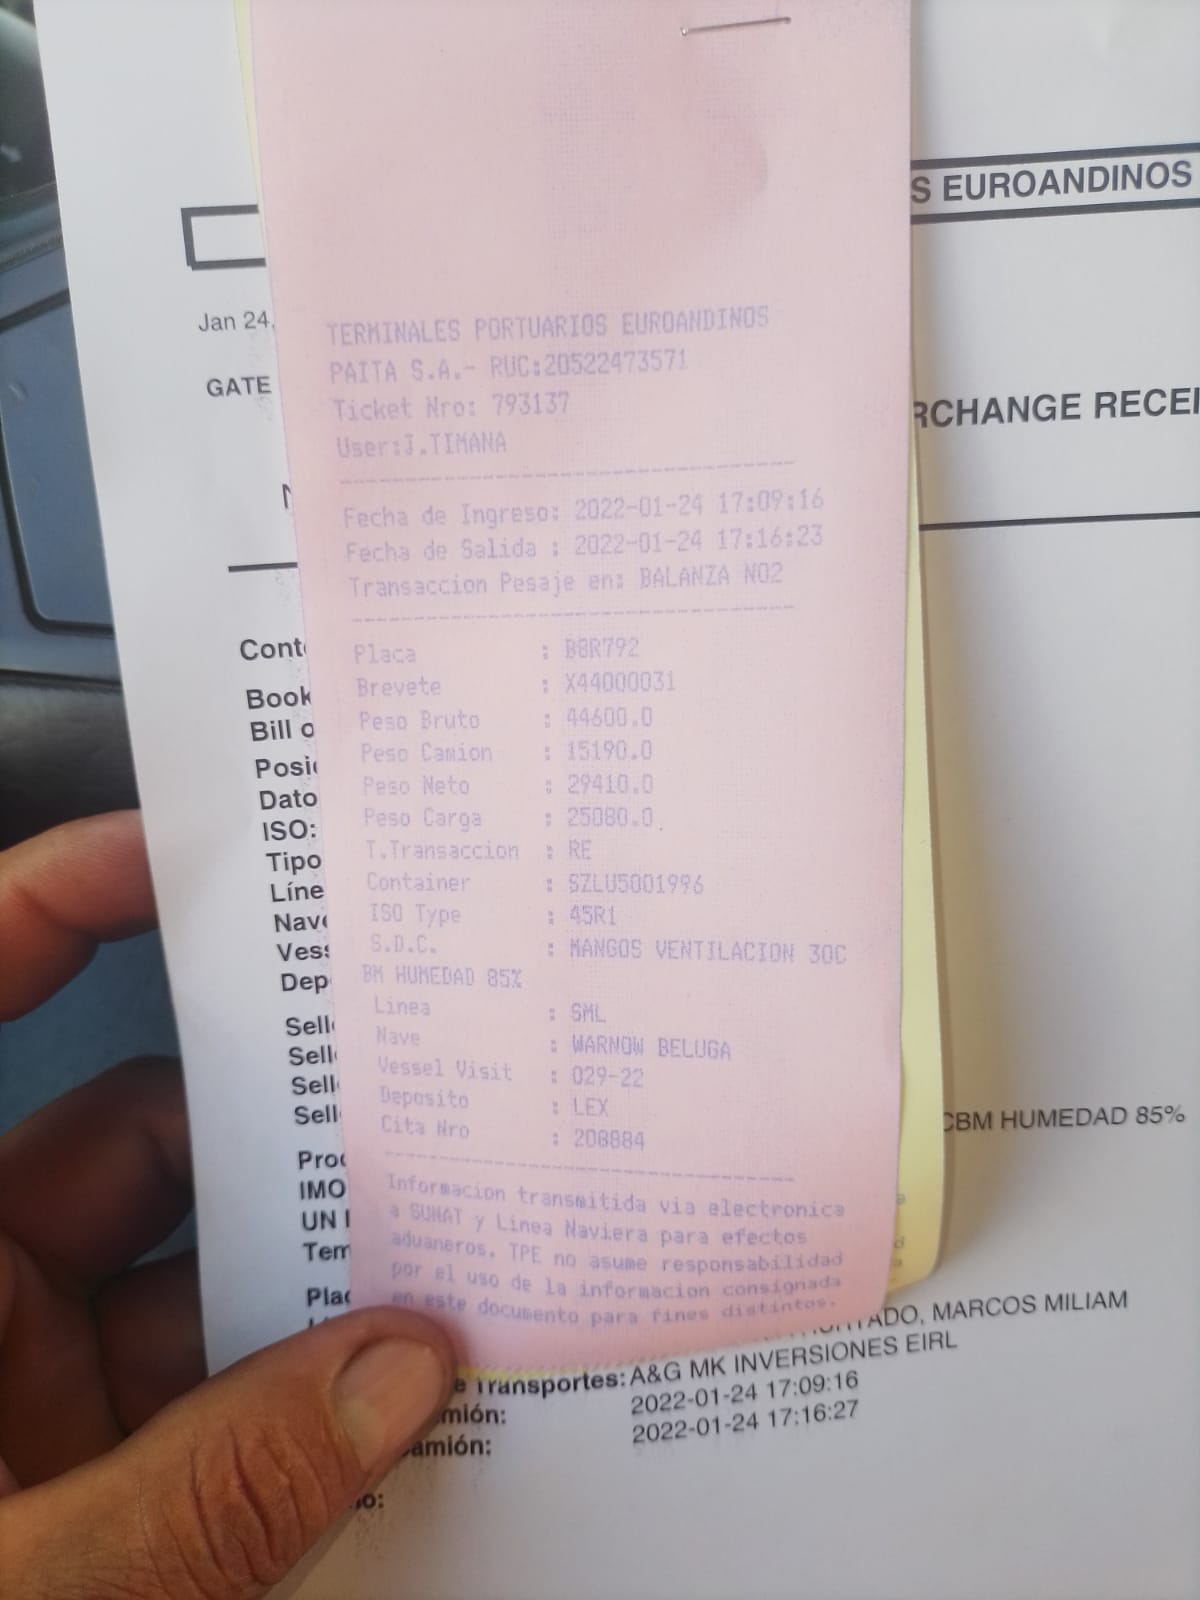 S EUROANDINOS
Jan 24,
GATE
RCHANGE RECEI
TERMINALES PORTUARIOS EUROANDINOS
PAITA S.A.- RUC:20522473571
Ticket Nro: 793137
User:J.TIMANA
Fecha de Ingreso: 2022-01-24 17:09:16
Fecha de Salida : 2022-01-24 17:16:23
Transaccion Pesaje en: BALANZA NO2
Placa : B8R792
Brevete : X44000031
Peso Bruto : 44600.0
Peso Camion : 15190.0
Peso Neto : 29410.0
Peso Carga : 25080.0
T.Transaccion : RE
Container : SZLU5001996
ISO Type : 45R1
S.D.C. : MANGOS VENTILACION 30C
BM HUMEDAD 85%
Linea : SML
Nave : WARNOW BELUGA
Vessel Visit : 029-22
Deposito : LEX
Cita Nro : 208884
Informacion transmitida via electronica
a SUNAT y Linea Naviera para efectos
aduaneros. TPE no asume responsabilidad
por el uso de la informacion consignada
en este documento para fines distintos.
Cont
Book
Bill o
Posi
Dato
ISO:
Tipo
Líne
Nav
Vess
Dep
Sell
Sell
Sell
Sell
CBM HUMEDAD 85%
Pro
IMO
UN
Tem
Pla
TADO, MARCOS MILIAM
e Transportes: A&G MK INVERSIONES EIRL
amión: 2022-01-24 17:09:16
amión: 2022-01-24 17:16:27